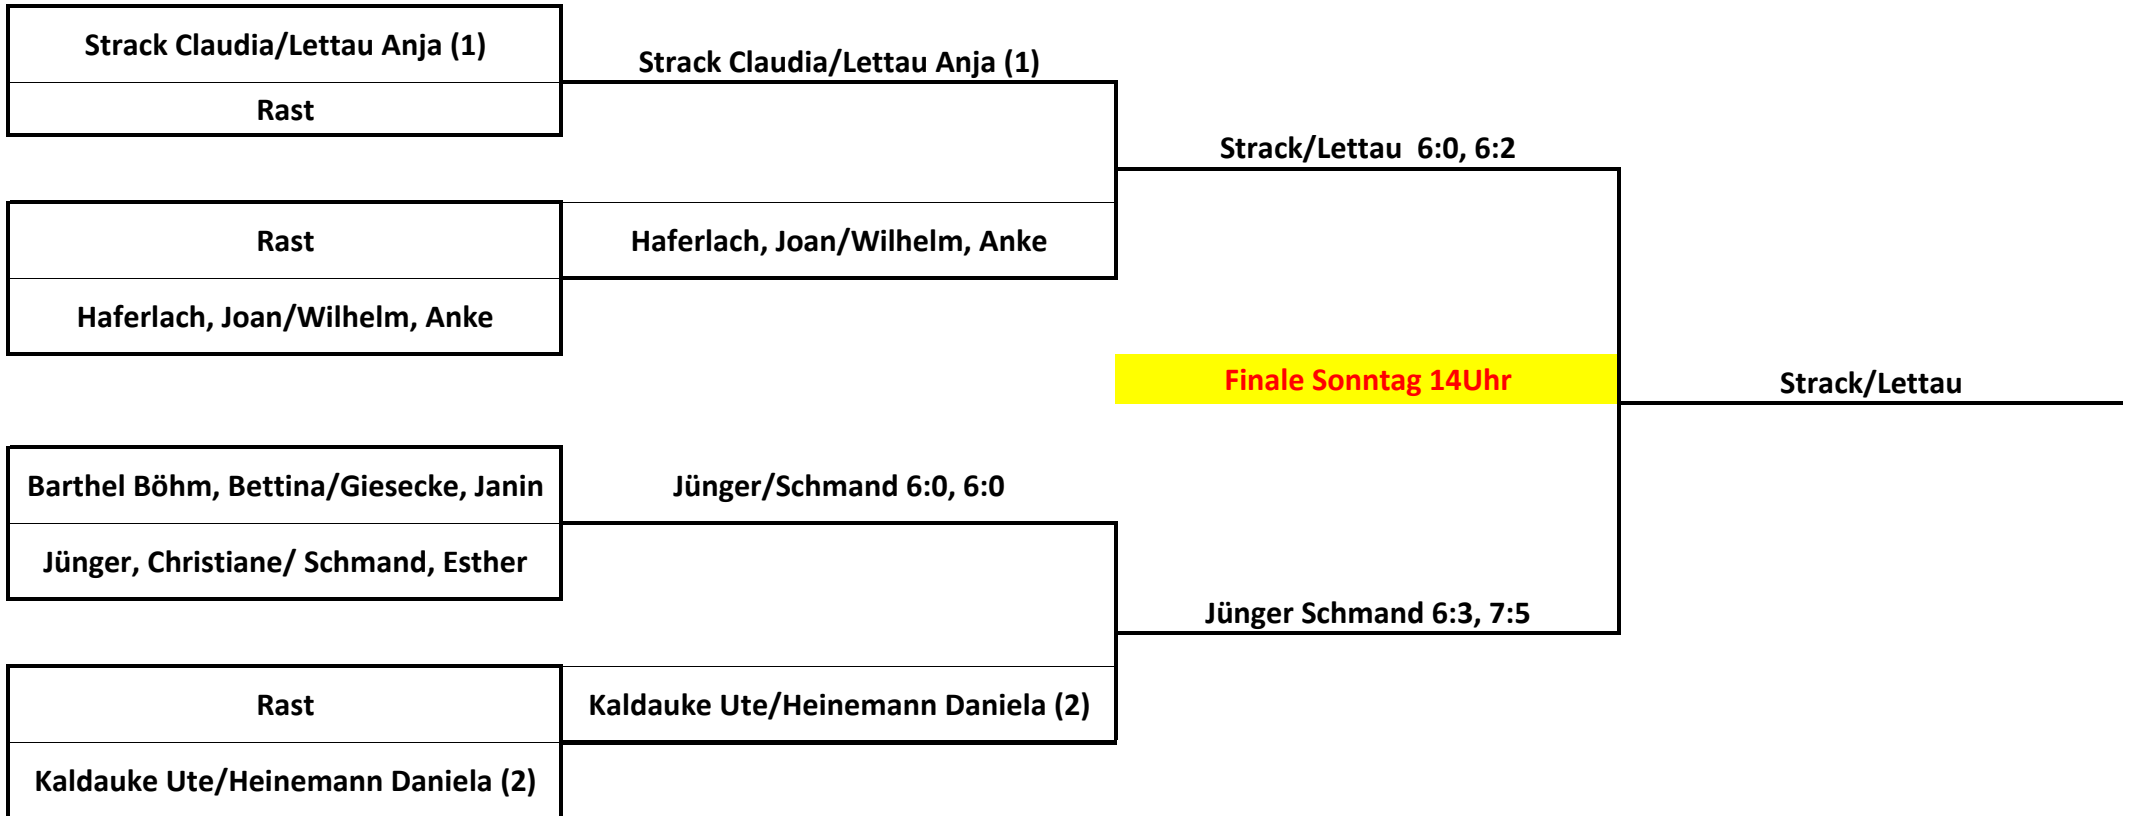 Strack Claudia/Lettau Anja (1)
Rast
Rast
Haferlach, Joan/Wilhelm, Anke
Barthel Böhm, Bettina/Giesecke, Janin
Jünger, Christiane/ Schmand, Esther
Rast
Kaldauke Ute/Heinemann Daniela (2)
Strack Claudia/Lettau Anja (1)
Haferlach, Joan/Wilhelm, Anke
Jünger/Schmand 6:0, 6:0
Kaldauke Ute/Heinemann Daniela (2)
Strack/Lettau  6:0, 6:2
Finale Sonntag 14Uhr
Jünger Schmand 6:3, 7:5
Strack/Lettau